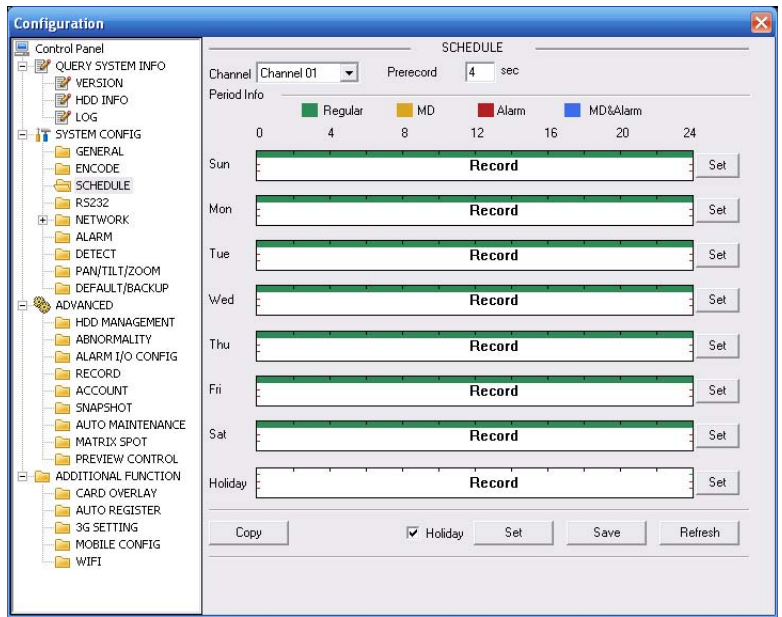 Configuration
Control Panel
QUERY SYSTEM INFO
VERSION
HDD INFO
LOG
SYSTEM CONFIG
GENERAL
ENCODE
SCHEDULE
RS232
NETWORK
ALARM
DETECT
PAN/TILT/ZOOM
DEFAULT/BACKUP
ADVANCED
HDD MANAGEMENT
ABNORMALITY
ALARM I/O CONFIG
RECORD
ACCOUNT
SNAPSHOT
AUTO MAINTENANCE
MATRIX SPOT
PREVIEW CONTROL
ADDITIONAL FUNCTION
CARD OVERLAY
AUTO REGISTER
3G SETTING
MOBILE CONFIG
WIFI
SCHEDULE
Channel Channel 01 Prerecord 4 sec
Period Info
Regular MD Alarm MD&Alarm
0 4 8 12 16 20 24
Sun Record Set
Mon Record Set
Tue Record Set
Wed Record Set
Thu Record Set
Fri Record Set
Sat Record Set
Holiday Record Set
Copy Holiday Set Save Refresh